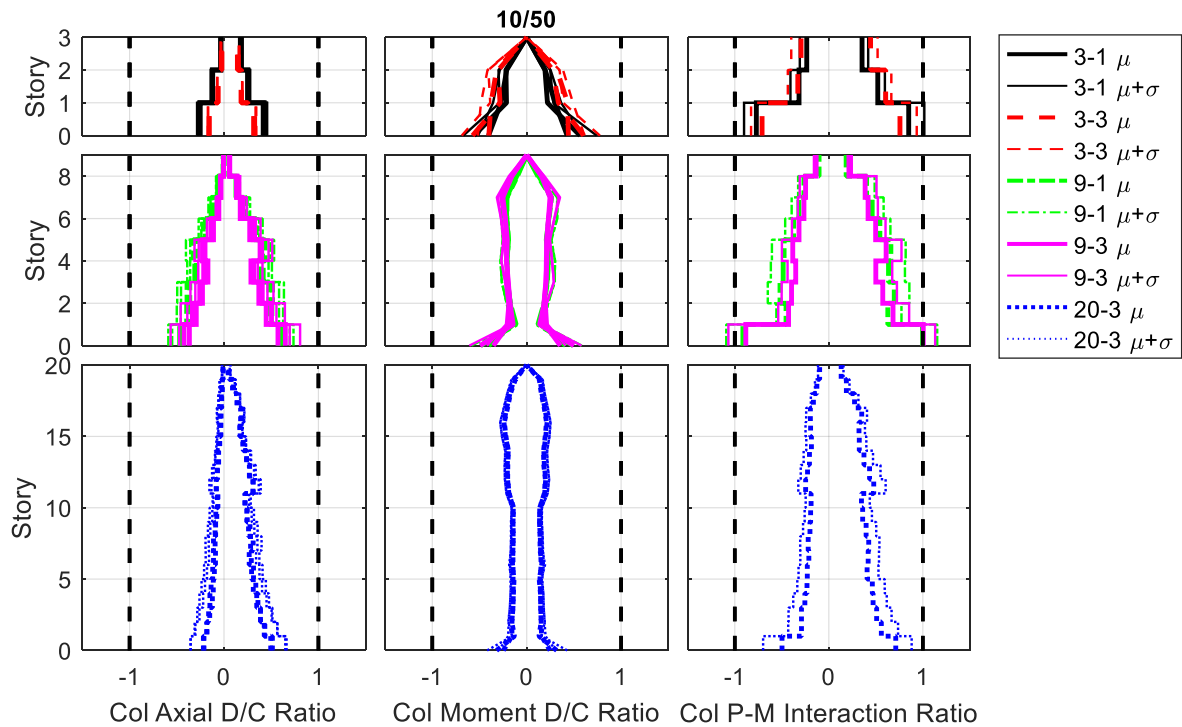 10/50
3
2
1
0
Story
8
6
4
2
0
Story
20
15
10
5
0
Story
-1 0 1
-1 0 1
-1 0 1
Col Axial D/C Ratio
Col Moment D/C Ratio
Col P-M Interaction Ratio
3-1 μ
3-1 μ+σ
3-3 μ
3-3 μ+σ
9-1 μ
9-1 μ+σ
9-3 μ
9-3 μ+σ
20-3 μ
20-3 μ+σ